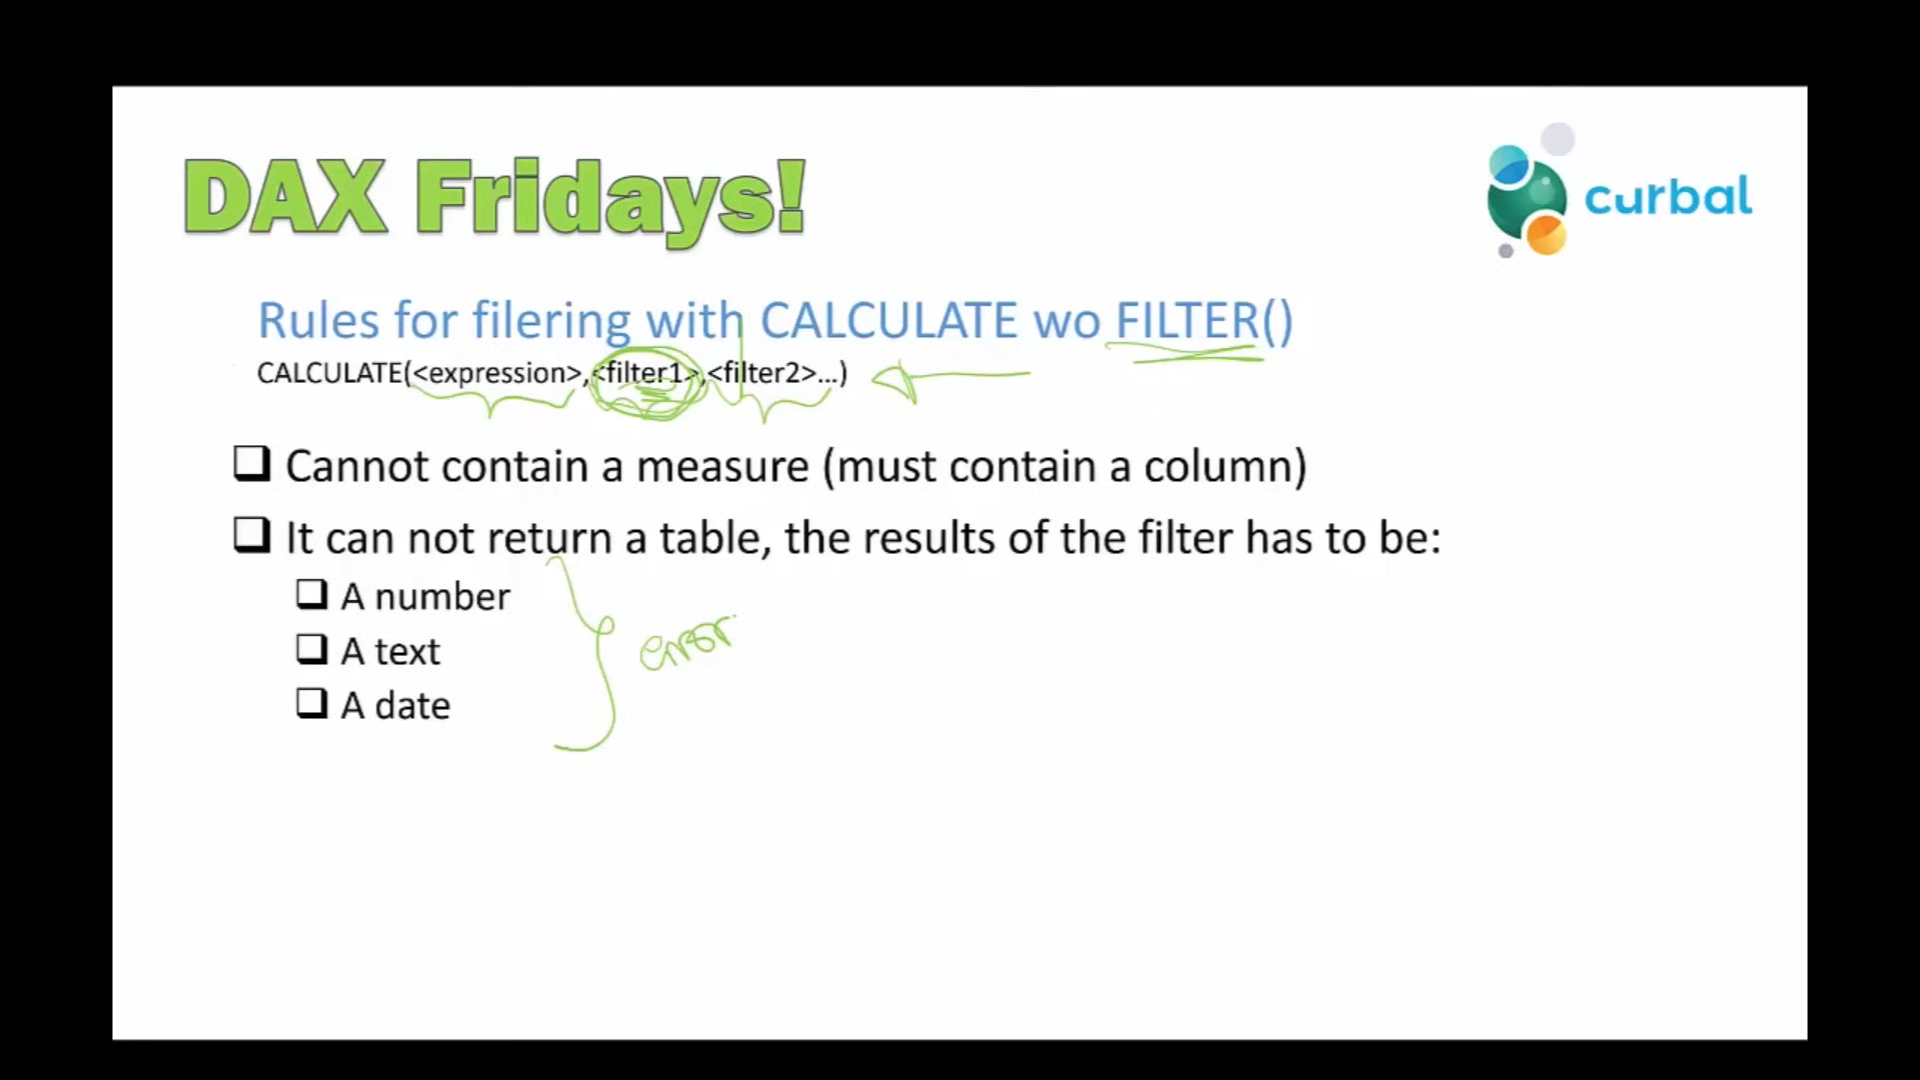 DAX Fridays!
curbal
Rules for filering with CALCULATE wo FILTER()
CALCULATE(<expression>,<filter1>,<filter2>...)
Cannot contain a measure (must contain a column)
It can not return a table, the results of the filter has to be:
A number
A text
A date
error